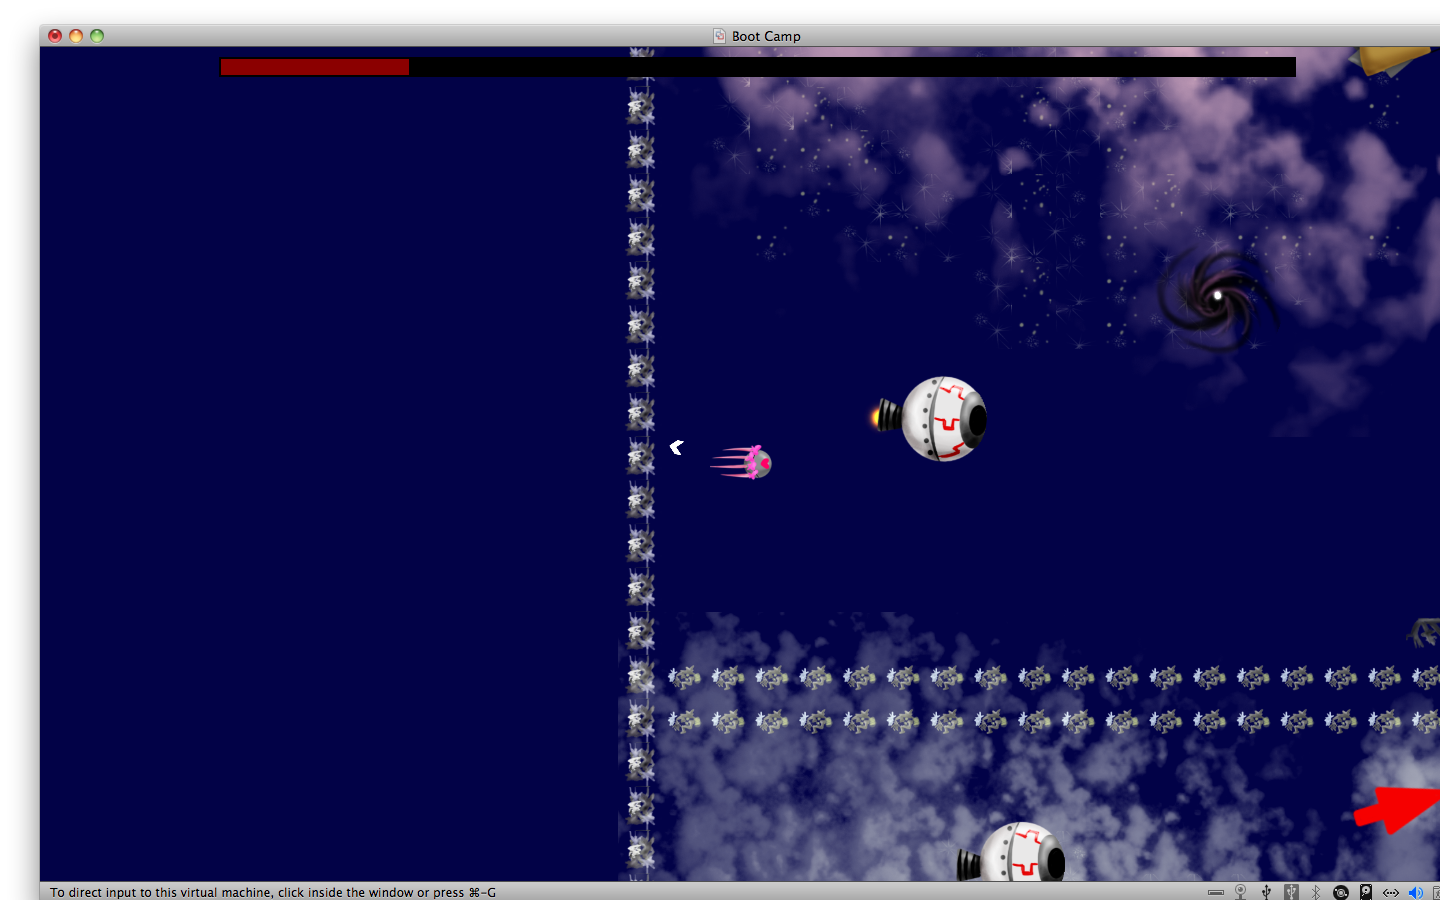 Boot Camp
To direct input to this virtual machine, click inside the window or press ⌘-G